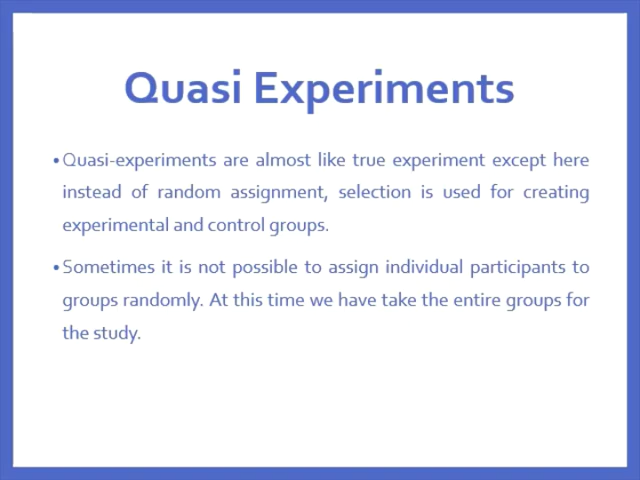 Quasi Experiments
•Quasi-experiments are almost like true experiment except here
instead of random assignment, selection is used for creating
experimental and control groups.
•Sometimes it is not possible to assign individual participants to
groups randomly. At this time we have take the entire groups for
the study.